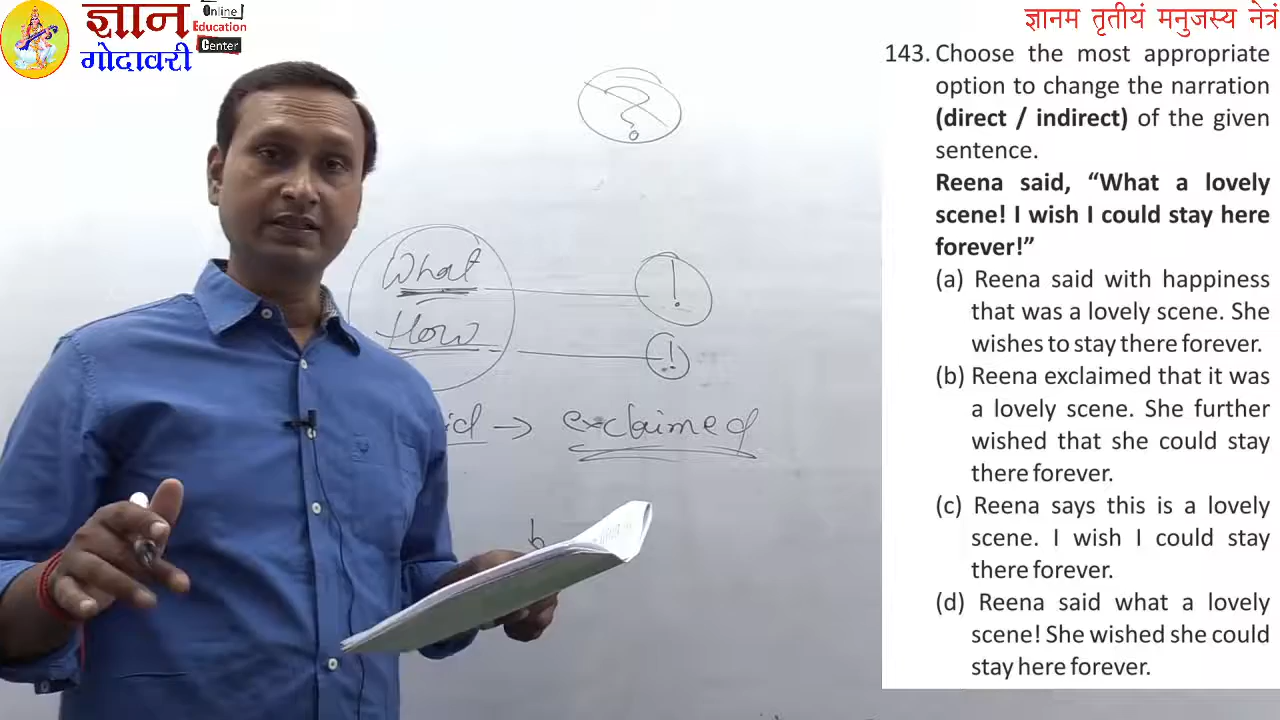 ज्ञान
Online
Education
Center
गोदावरी
ज्ञानम तृतीयं मनुजस्य नेत्रं
?
What
!
How
!
→ exclaimed
b
143. Choose the most appropriate
option to change the narration
(direct / indirect) of the given
sentence.
Reena said, “What a lovely
scene! I wish I could stay here
forever!”
(a) Reena said with happiness
that was a lovely scene. She
wishes to stay there forever.
(b) Reena exclaimed that it was
a lovely scene. She further
wished that she could stay
there forever.
(c) Reena says this is a lovely
scene. I wish I could stay
there forever.
(d) Reena said what a lovely
scene! She wished she could
stay here forever.